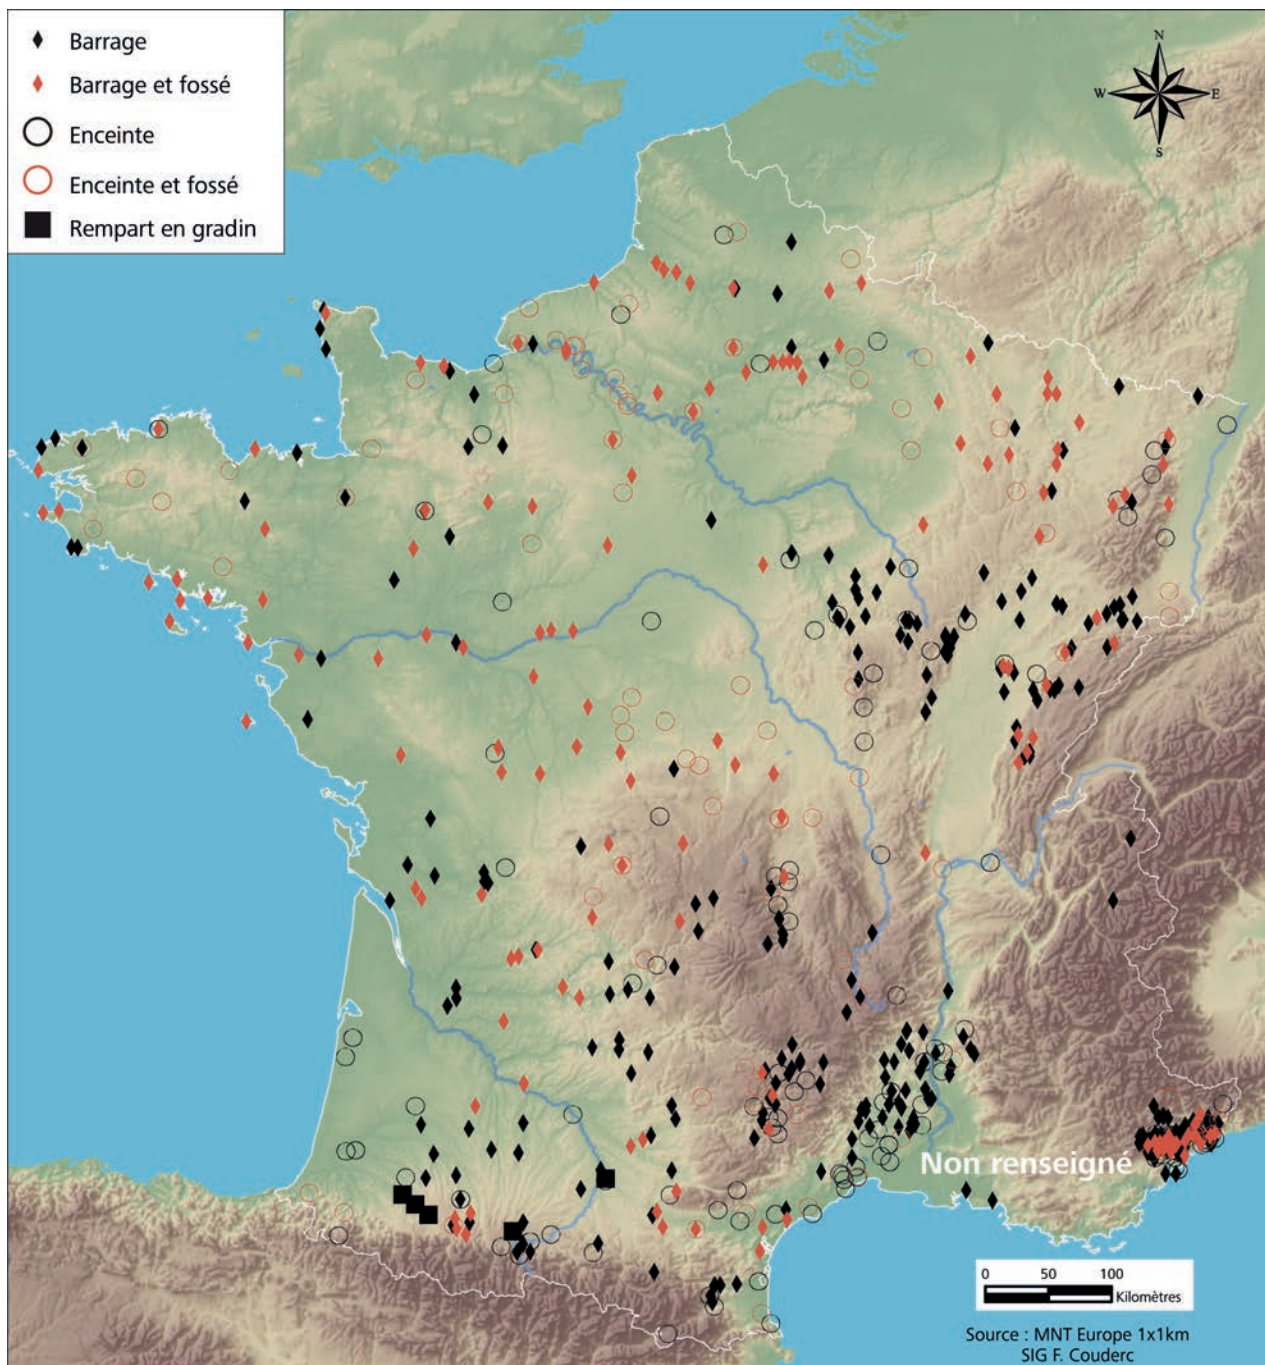 Barrage
Barrage et fossé
Enceinte
Enceinte et fossé
Rempart en gradin
N
W E
S
Non renseigné
0 50 100
Kilomètres
Source : MNT Europe 1x1km
SIG F. Couderc